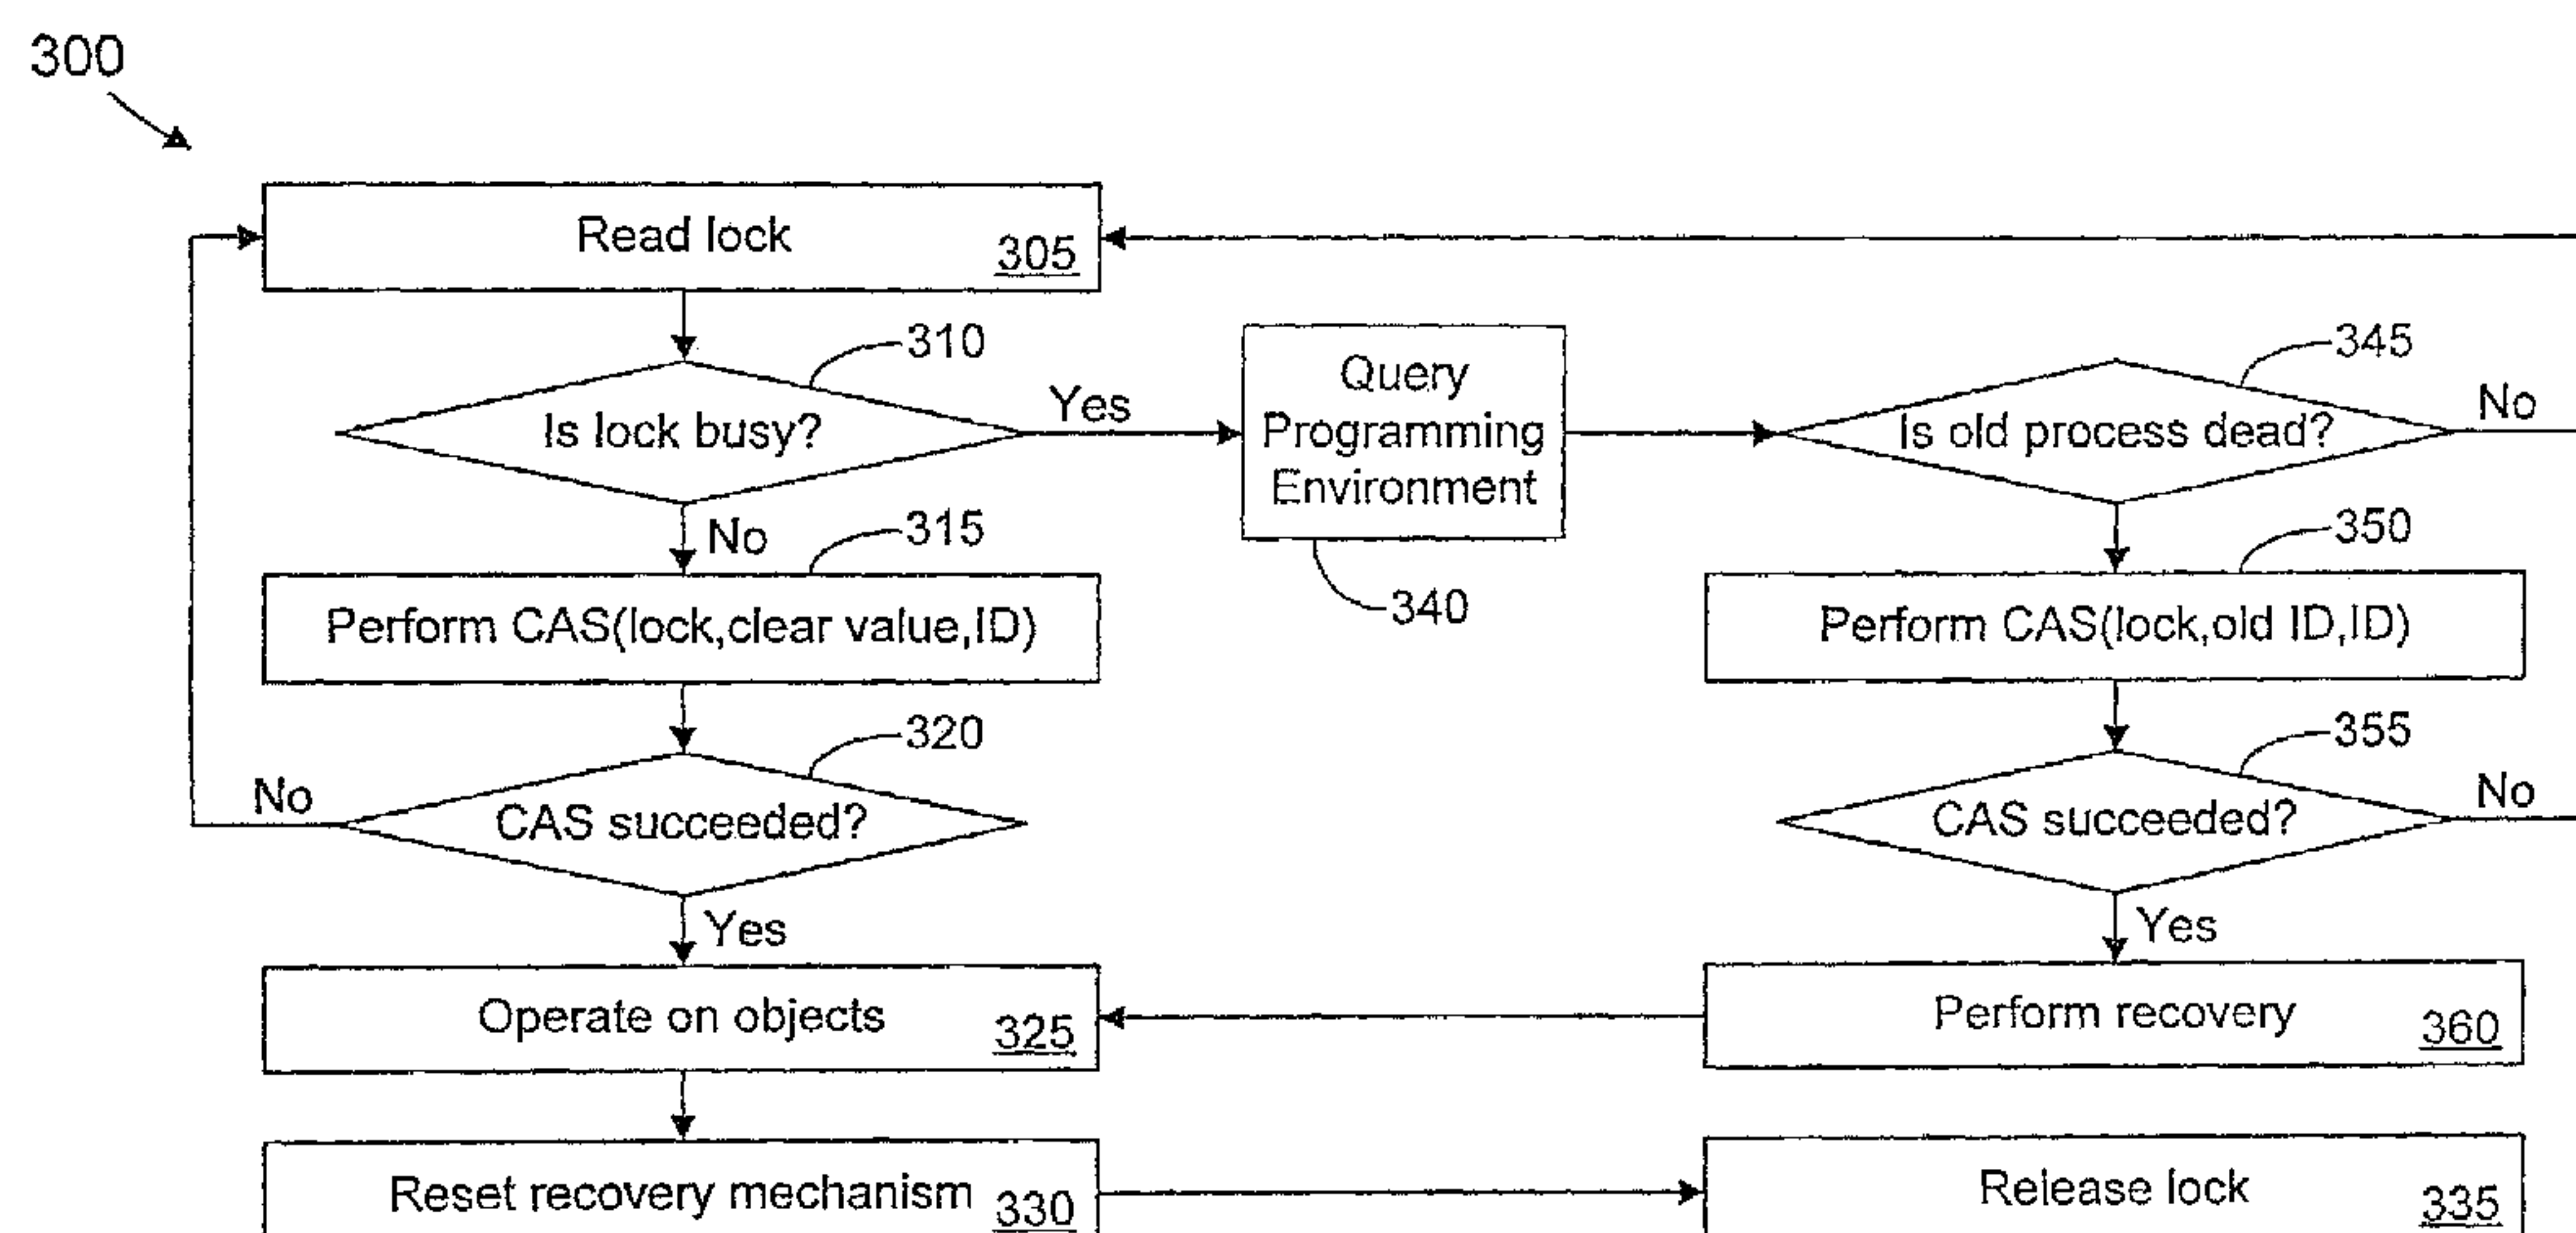 300
Read lock
305
310
Is lock busy?
Yes
No
Query
Programming
Environment
340
345
Is old process dead?
No
315
Perform CAS(lock,clear value,ID)
350
Perform CAS(lock,old ID,ID)
320
CAS succeeded?
No
Yes
355
CAS succeeded?
No
Yes
Operate on objects
325
Perform recovery
360
Reset recovery mechanism
330
Release lock
335